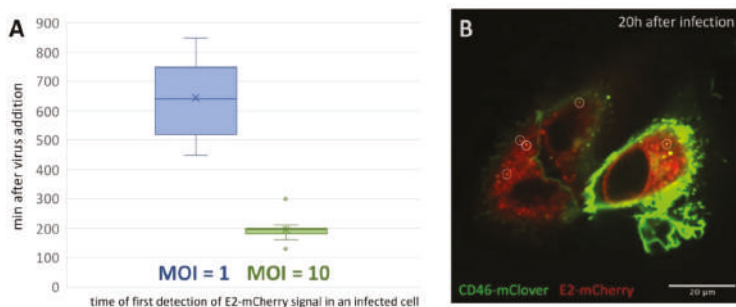 A
900
800
700
600
500
400
300
200
100
0
min after virus addition
MOI = 1 MOI = 10
time of first detection of E2-mCherry signal in an infected cell
B
20h after infection
CD46-mClover E2-mCherry
20 µm